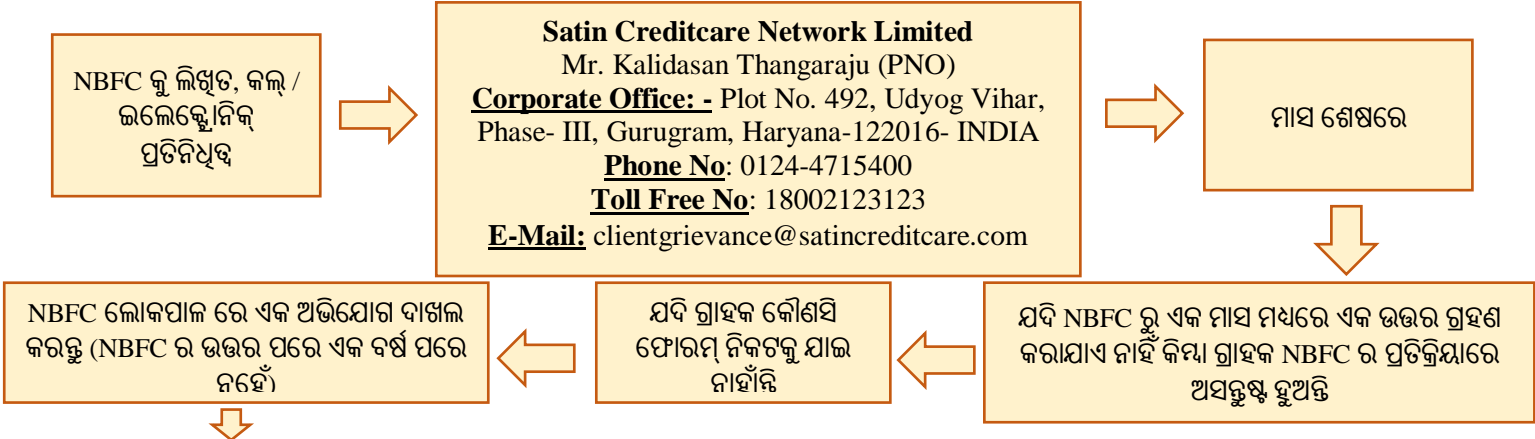 NBFC କୁ ଲିଖିତ, କଲ୍ /
ଇଲେକ୍ଟ୍ରୋନିକ୍
ପ୍ରତିନିଧିତ୍ୱ
Satin Creditcare Network Limited
Mr. Kalidasan Thangaraju (PNO)
Corporate Office: - Plot No. 492, Udyog Vihar,
Phase- III, Gurugram, Haryana-122016- INDIA
Phone No: 0124-4715400
Toll Free No: 18002123123
E-Mail: clientgrievance@satincreditcare.com
ମାସ ଶେଷରେ
ଯଦି NBFC ରୁ ଏକ ମାସ ମଧ୍ୟରେ ଏକ ଉତ୍ତର ଗ୍ରହଣ
କରାଯାଏ ନାହିଁ କିମ୍ବା ଗ୍ରାହକ NBFC ର ପ୍ରତିକ୍ରିୟାରେ
ଅସନ୍ତୁଷ୍ଟ ହୁଅନ୍ତି
ଯଦି ଗ୍ରାହକ କୌଣସି
ଫୋରମ୍ ନିକଟକୁ ଯାଇ
ନାହାଁନ୍ତି
NBFC ଲୋକପାଳ ରେ ଏକ ଅଭିଯୋଗ ଦାଖଲ
କରନ୍ତୁ (NBFC ର ଉତ୍ତର ପରେ ଏକ ବର୍ଷ ପରେ
ନୁହେଁ)